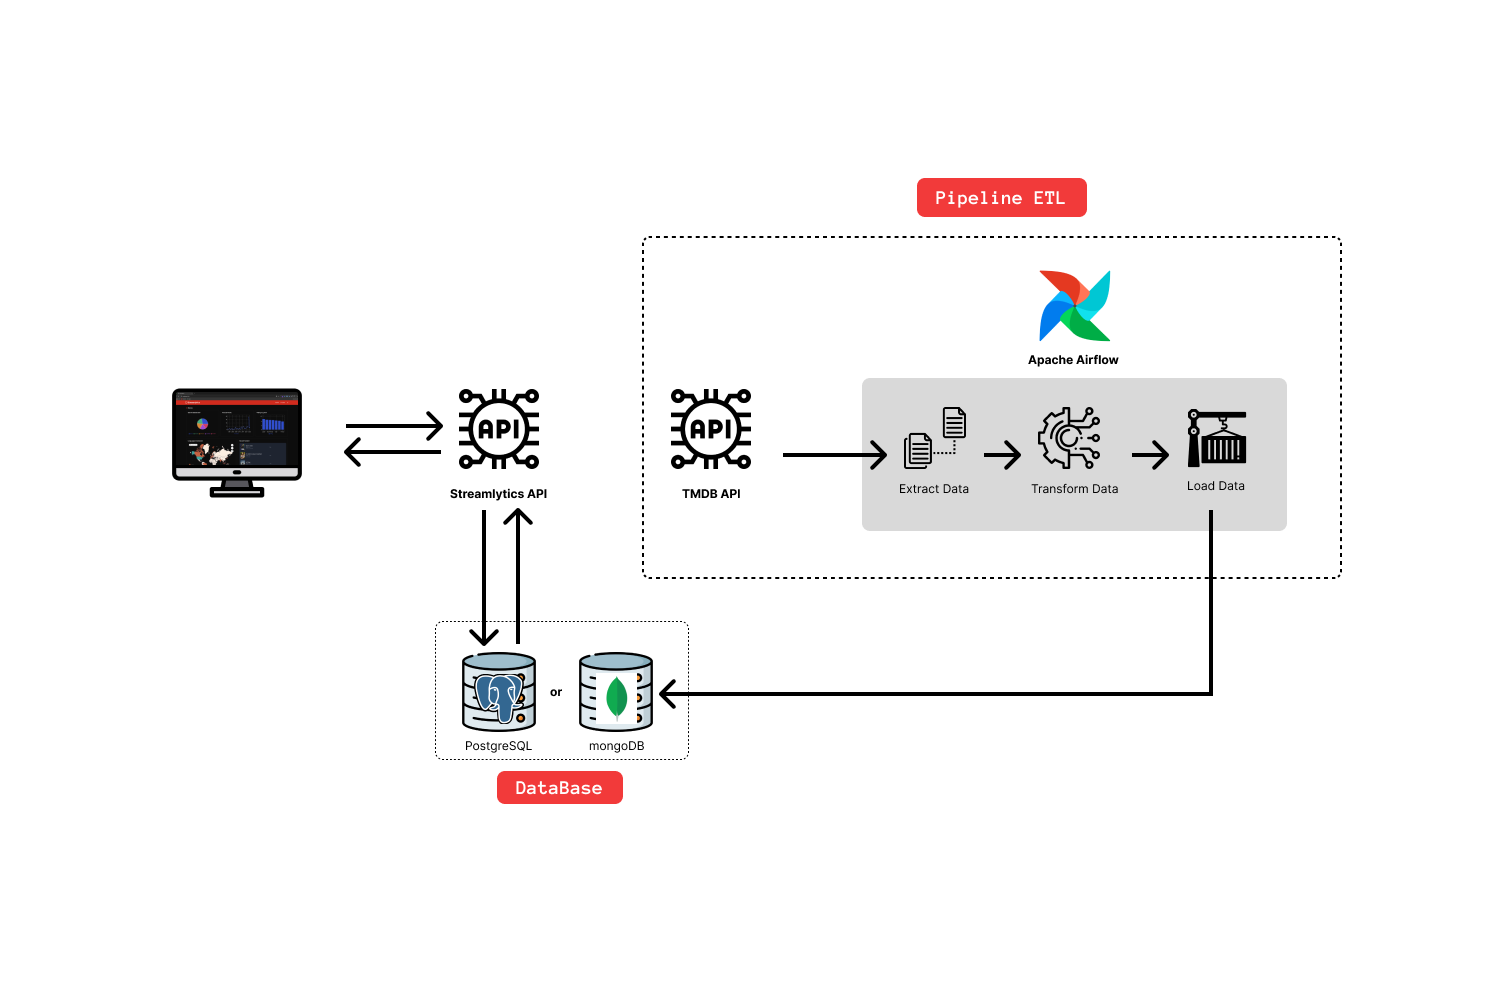 Pipeline ETL
Apache Airflow
API
Streamlytics API
API
TMDB API
Extract Data
Transform Data
Load Data
PostgreSQL
or
mongoDB
DataBase